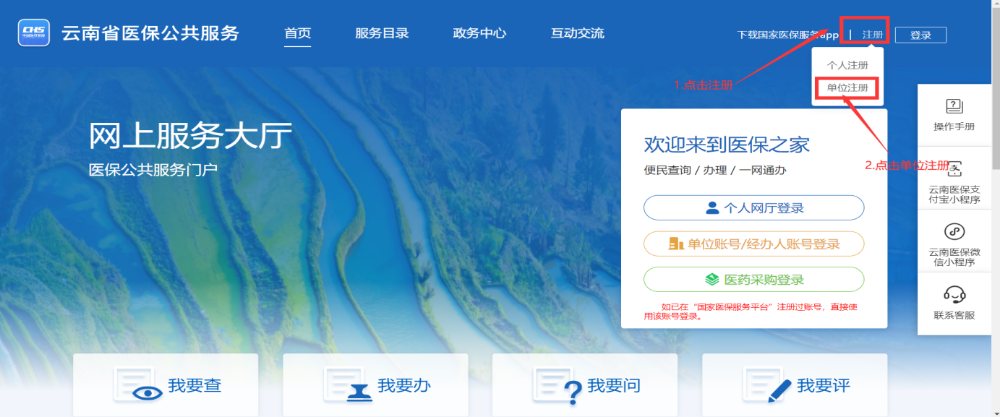 CHS
云南省医保公共服务
首页
服务目录
政务中心
互动交流
下载国家医保服务app
注册
登录
个人注册
单位注册
1.点击注册
2.点击单位注册
网上服务大厅
医保公共服务门户
欢迎来到医保之家
便民查询 / 办理 / 一网通办
个人网厅登录
单位账号/经办人账号登录
医药采购登录
如已在“国家医保服务平台”注册过账号，直接使
用该账号登录。
操作手册
云南医保支
付宝小程序
云南医保微
信小程序
联系客服
我要查
我要办
我要问
我要评